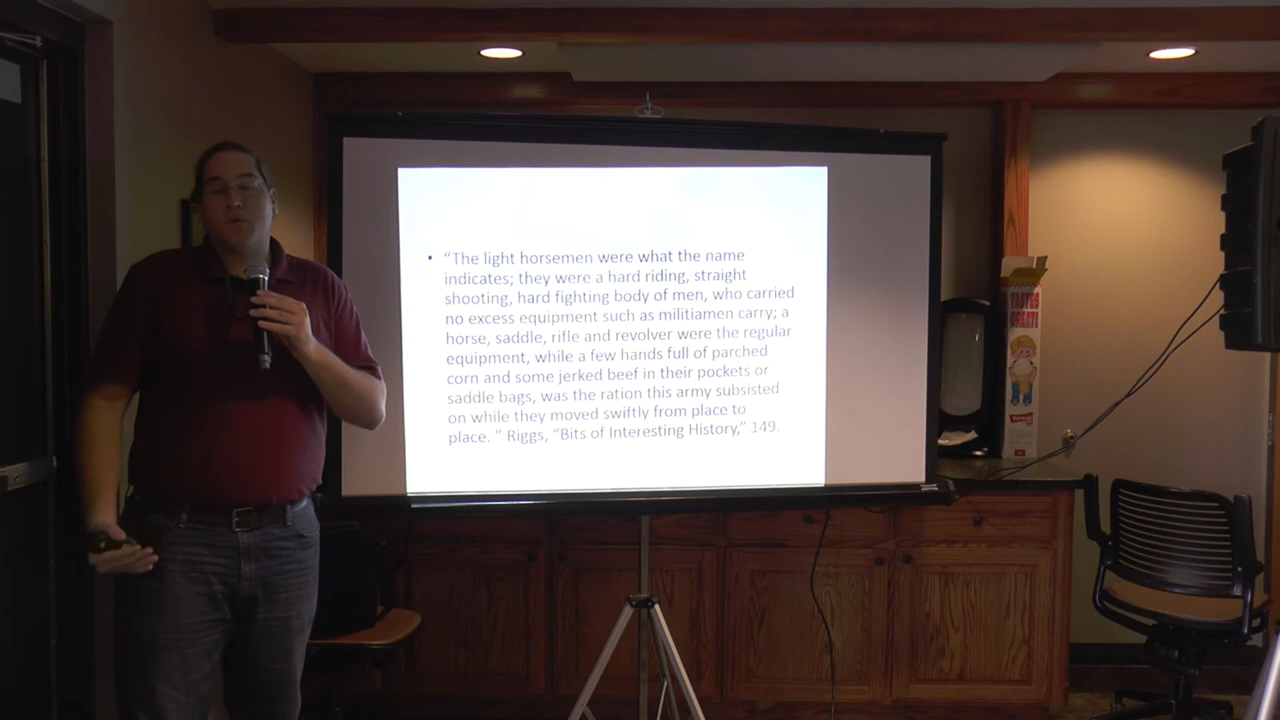 • “The light horsemen were what the name
indicates; they were a hard riding, straight
shooting, hard fighting body of men, who carried
no excess equipment such as militiamen carry; a
horse, saddle, rifle and revolver were the regular
equipment, while a few hands full of parched
corn and some jerked beef in their pockets or
saddle bags, was the ration this army subsisted
on while they moved swiftly from place to
place. ” Riggs, “Bits of Interesting History,” 149.
TASTES
GREAT!